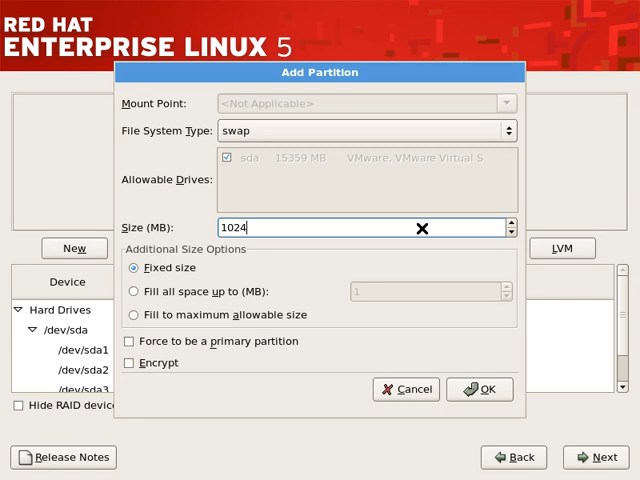 RED HAT
ENTERPRISE LINUX 5
Add Partition
Mount Point: <Not Applicable>
File System Type: swap
Allowable Drives: sda 15359 MB VMware, VMware Virtual S
Size (MB): 1024
New
LVM
Additional Size Options
Fixed size
Fill all space up to (MB): 1
Fill to maximum allowable size
Device
Hard Drives
/dev/sda
/dev/sda1
/dev/sda2
/dev/sda3
Force to be a primary partition
Encrypt
Cancel
OK
Hide RAID device
Release Notes
Back
Next